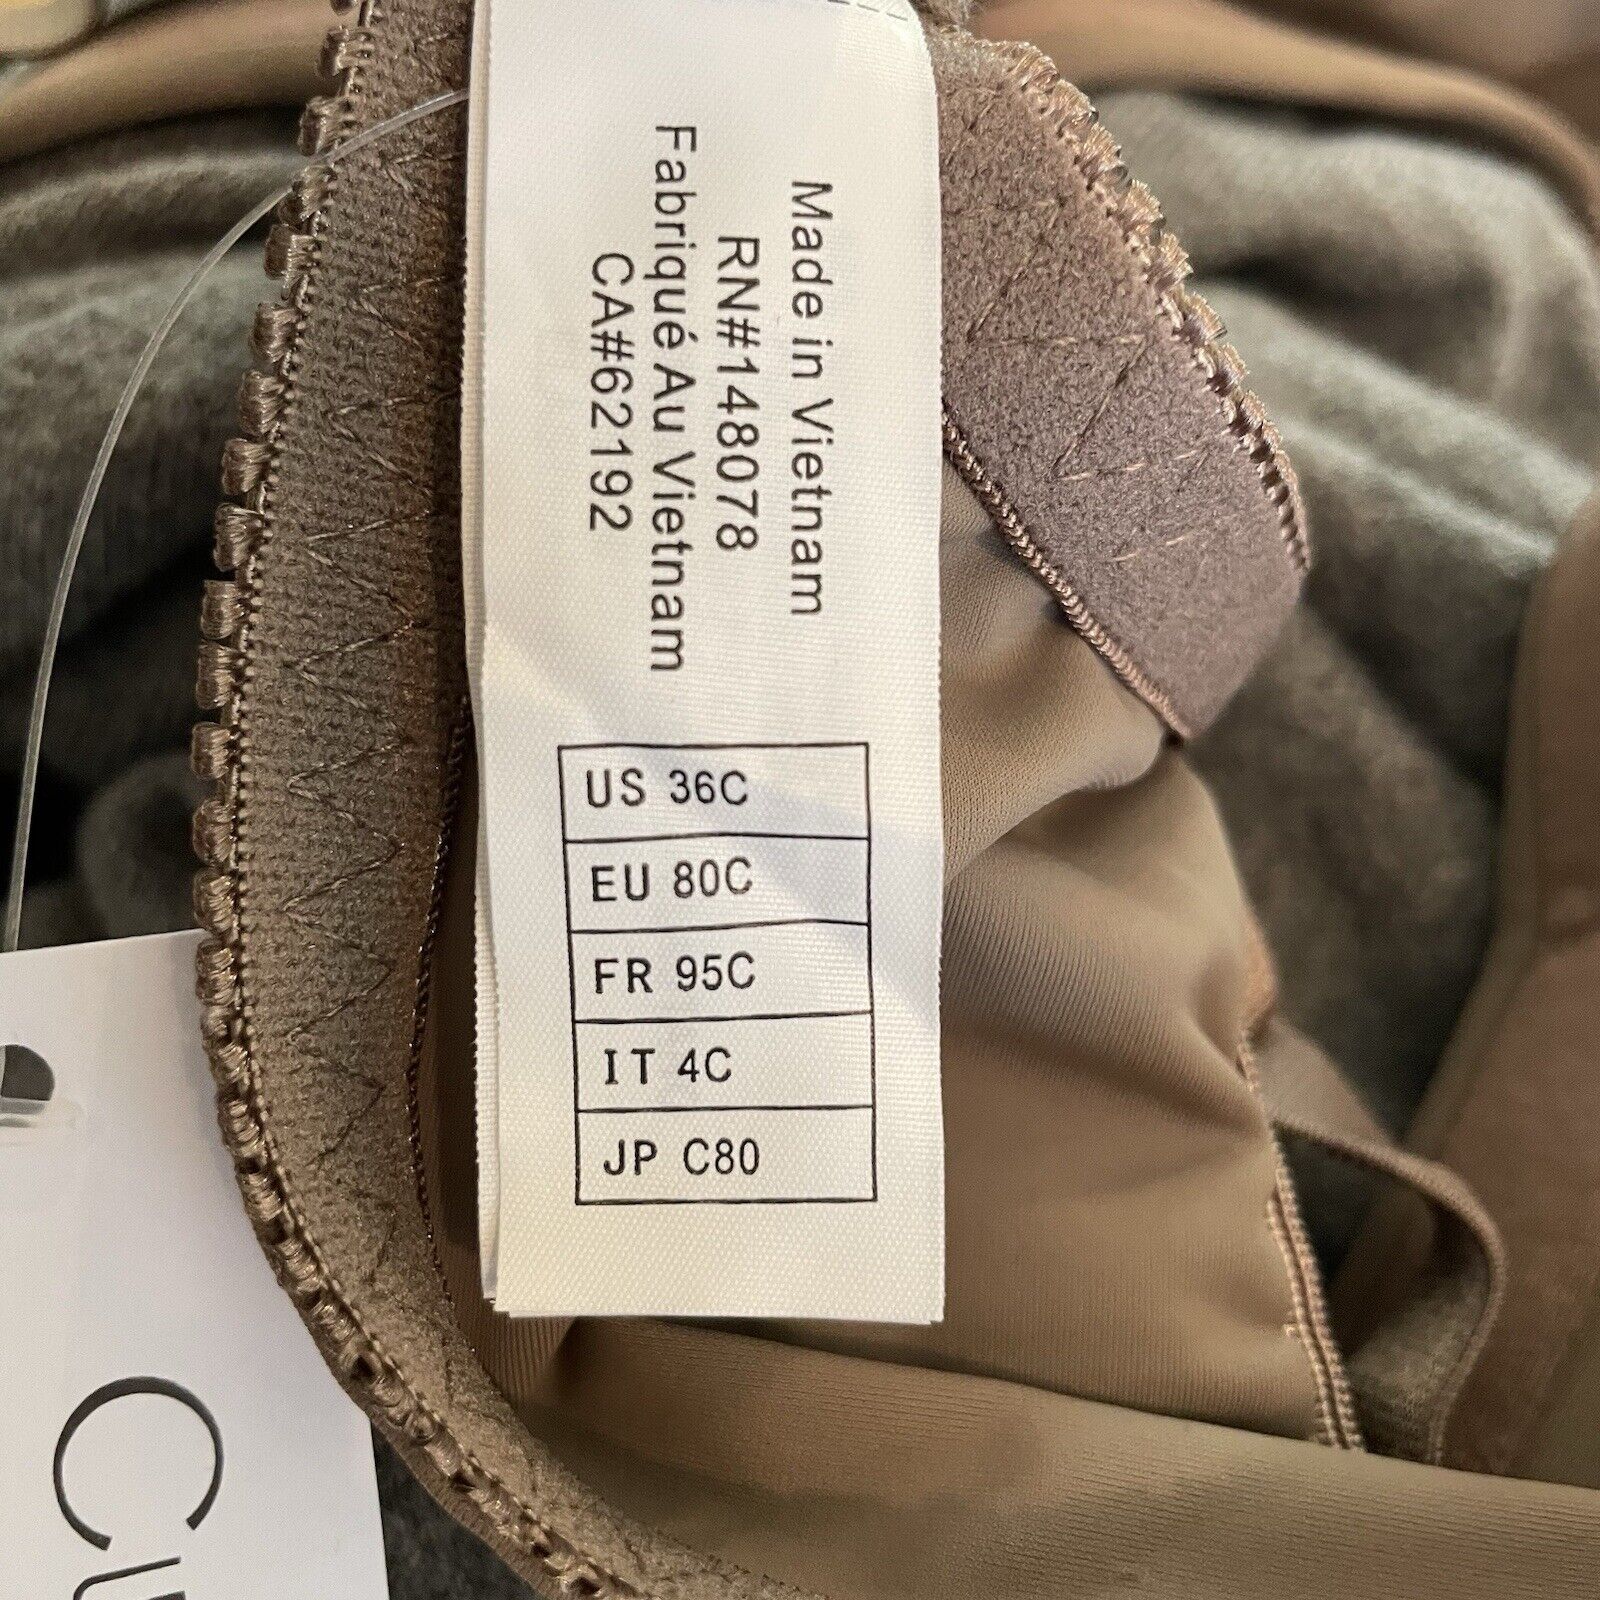 Made in Vietnam
RN#148078
Fabriqué Au Vietnam
CA#62192
US 36C
EU 80C
FR 95C
IT 4C
JP C80